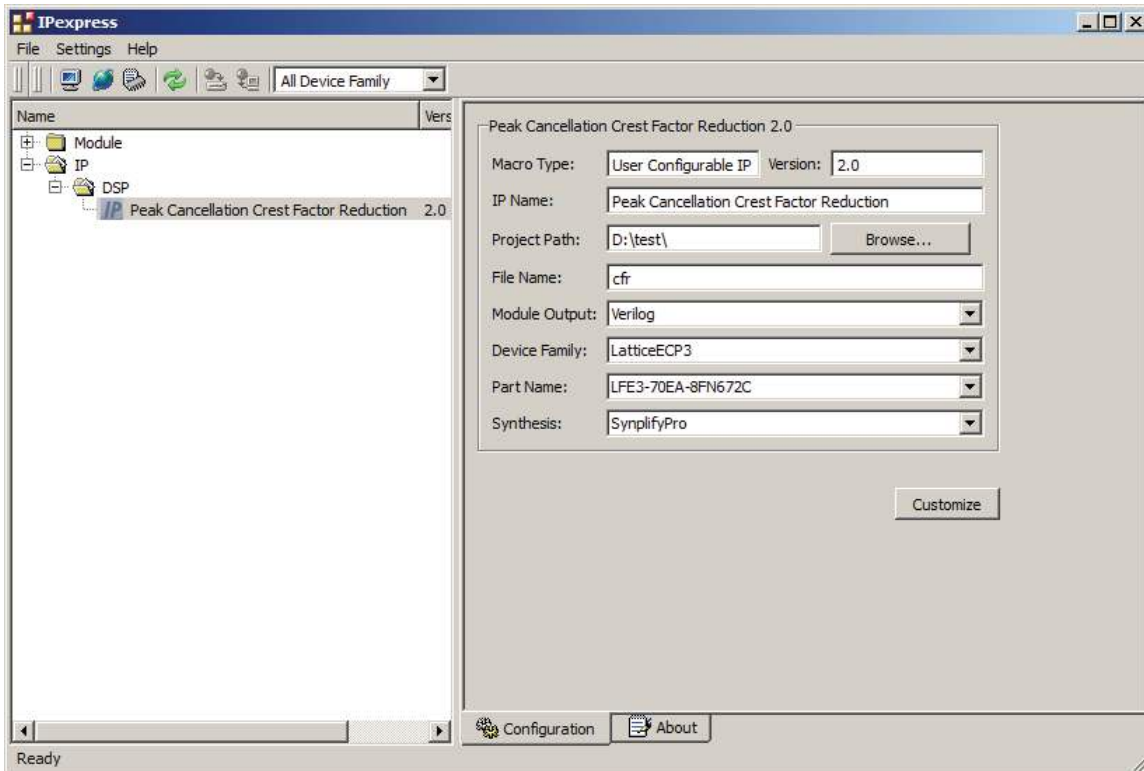 IPexpress
File Settings Help
All Device Family
Name Vers
Module
IP
DSP
IP Peak Cancellation Crest Factor Reduction 2.0
Peak Cancellation Crest Factor Reduction 2.0
Macro Type: User Configurable IP Version: 2.0
IP Name: Peak Cancellation Crest Factor Reduction
Project Path: D:\test\ Browse...
File Name: cfr
Module Output: Verilog
Device Family: LatticeECP3
Part Name: LFE3-70EA-8FN672C
Synthesis: SynplifyPro
Customize
Configuration About
Ready